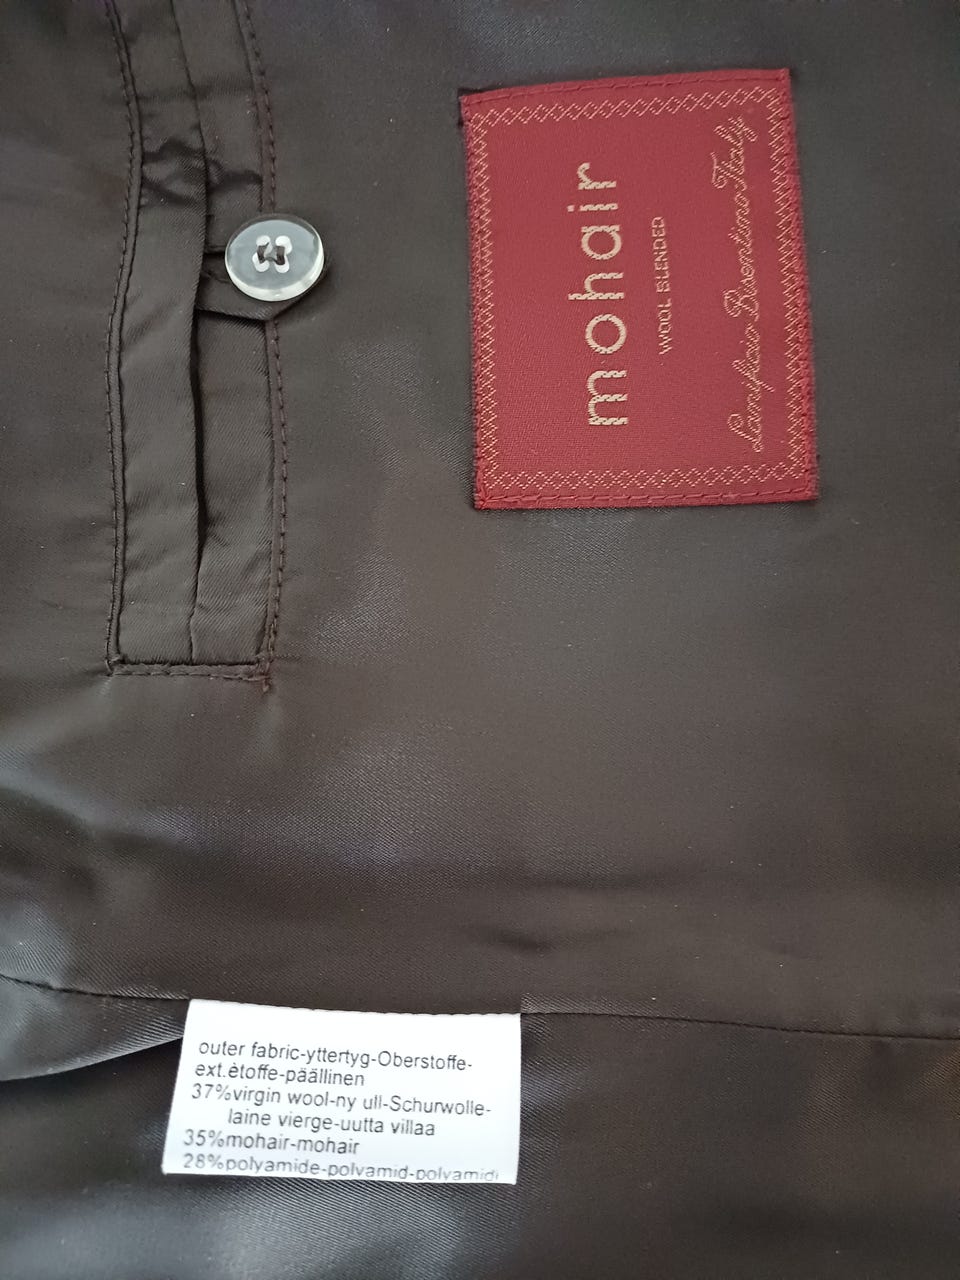 mohair
WOOL BLENDED
Lanificio Bisentino Italy
outer fabric-yttertyg-Oberstoffe-
ext.ètoffe-päällinen
37%virgin wool-ny ull-Schurwolle-
laine vierge-uutta villaa
35%mohair-mohair
28%polyamide-polyamid-polyamidi